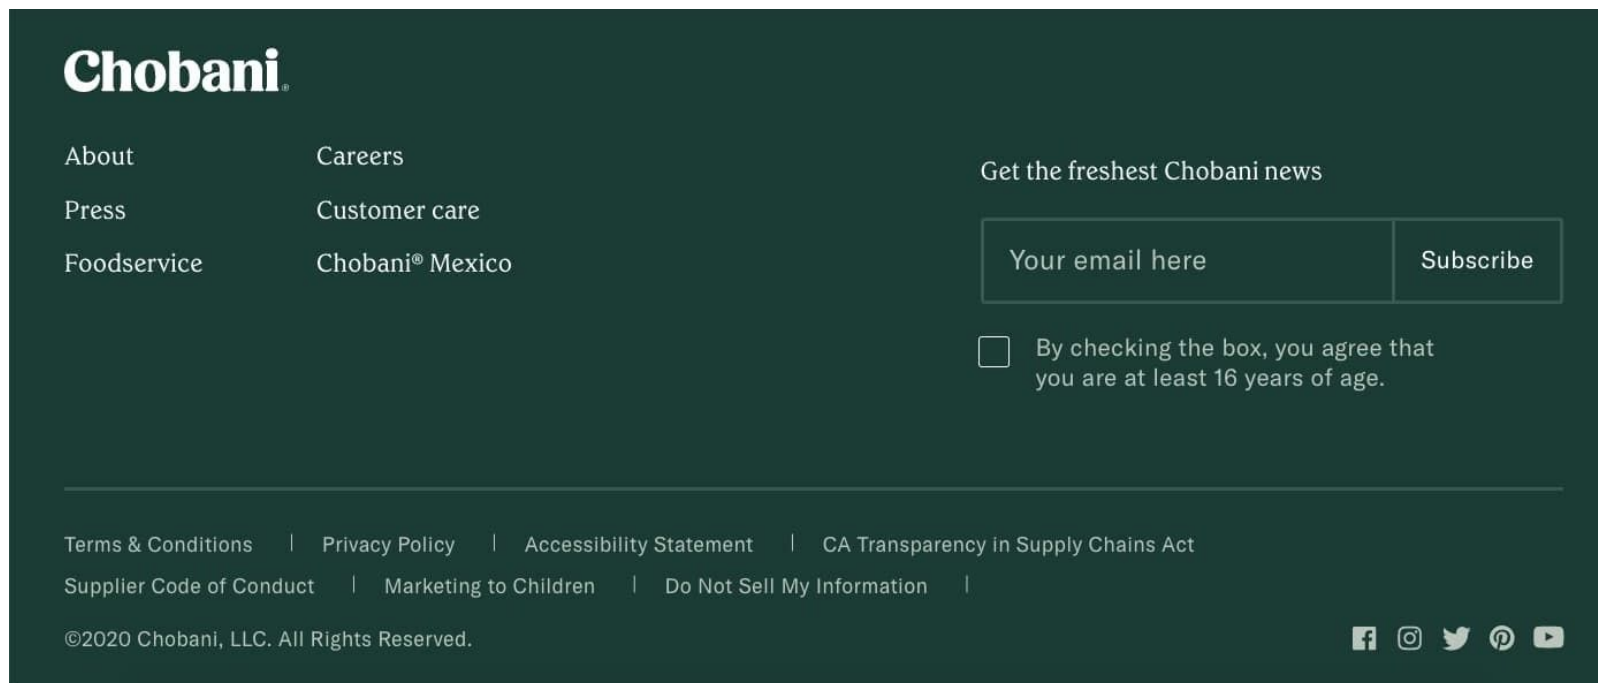 Chobani®
About
Careers
Press
Customer care
Foodservice
Chobani® Mexico
Get the freshest Chobani news
Your email here
Subscribe
By checking the box, you agree that
you are at least 16 years of age.
Terms & Conditions | Privacy Policy | Accessibility Statement | CA Transparency in Supply Chains Act
Supplier Code of Conduct | Marketing to Children | Do Not Sell My Information |
©2020 Chobani, LLC. All Rights Reserved.